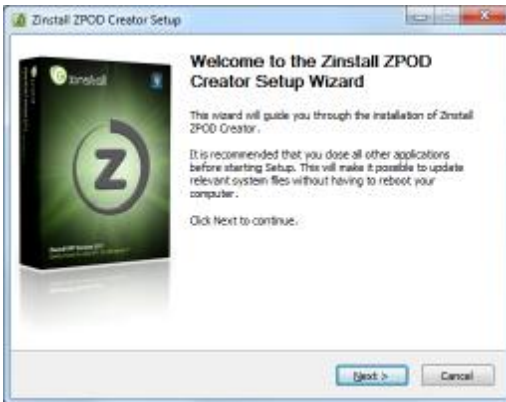 Zinstall ZPOD Creator Setup
Welcome to the Zinstall ZPOD
Creator Setup Wizard
This wizard will guide you through the installation of Zinstall
ZPOD Creator.
It is recommended that you close all other applications
before starting Setup. This will make it possible to update
relevant system files without having to reboot your
computer.
Click Next to continue.
zinstall
Z
Next >
Cancel